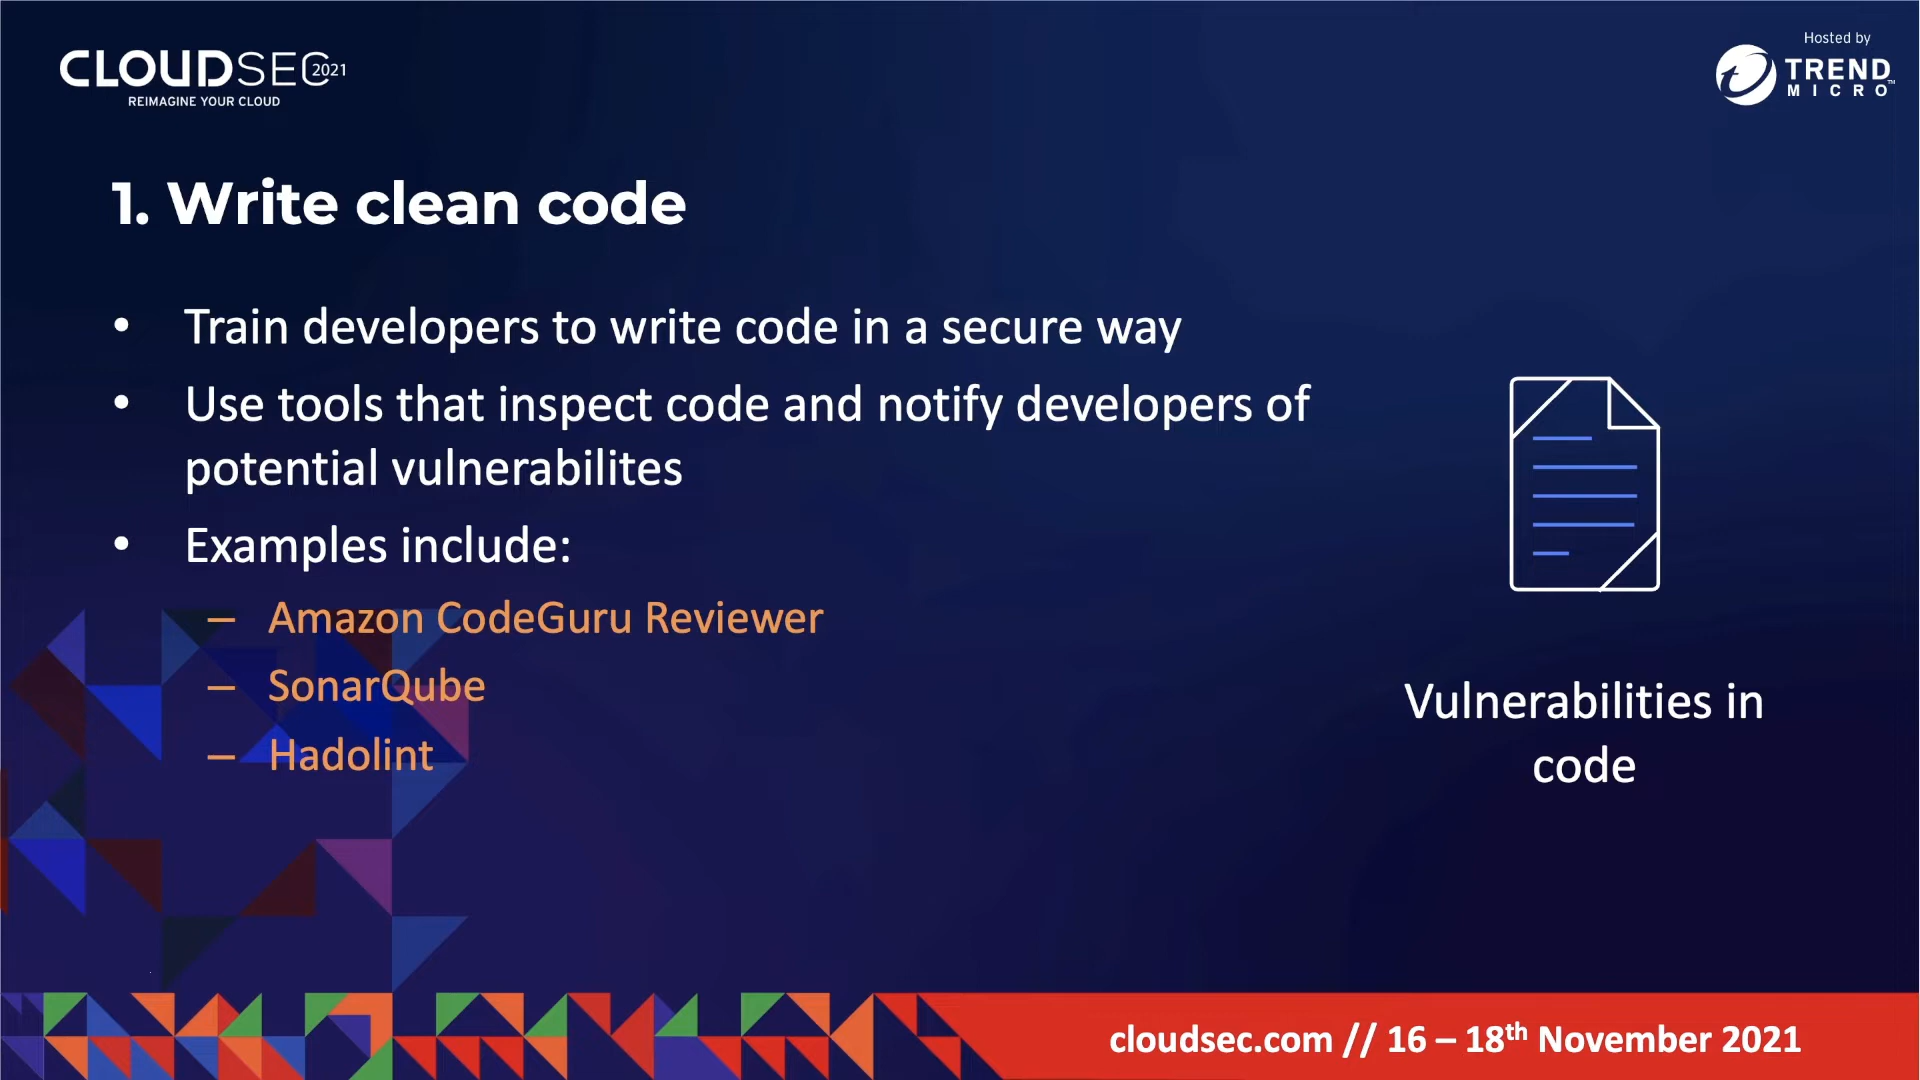 CLOUDSEC 2021
REIMAGINE YOUR CLOUD
Hosted by
TREND
MICRO™
1. Write clean code
• Train developers to write code in a secure way
• Use tools that inspect code and notify developers of
potential vulnerabilites
• Examples include:
– Amazon CodeGuru Reviewer
– SonarQube
– Hadolint
Vulnerabilities in
code
cloudsec.com // 16 – 18th November 2021